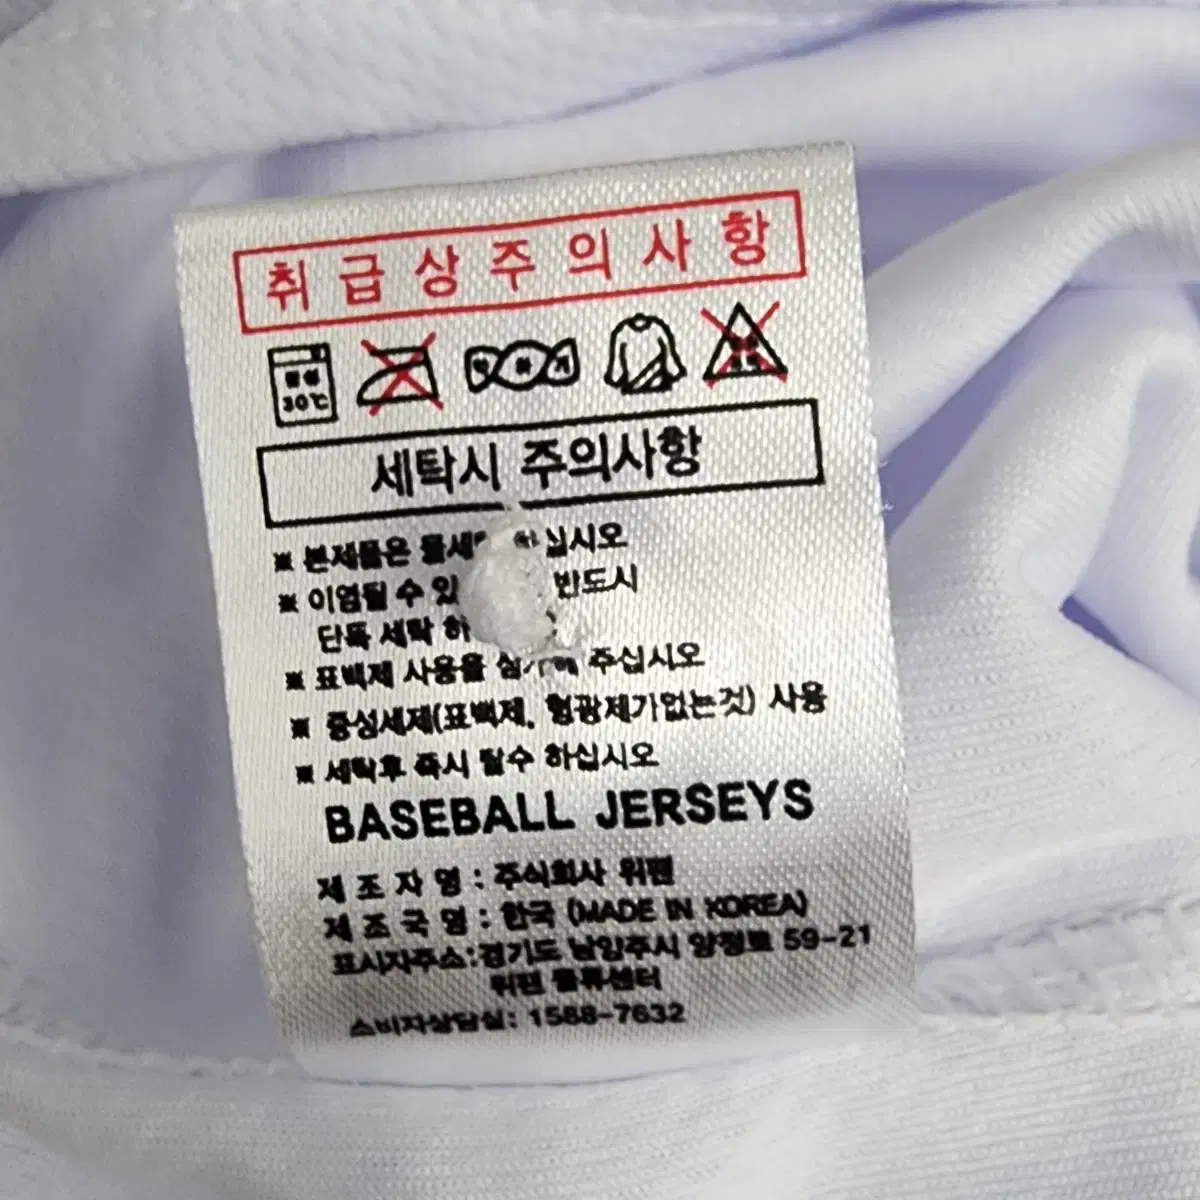 취급상주의사항
30℃
세탁시 주의사항
※ 본제품은 물세 십시오
※ 이염될 수 있 반드시
단독 세탁 하
※ 표백제 사용을 삼가해 주십시오
※ 중성세제(표백제, 형광제가없는것) 사용
※ 세탁후 즉시 탈수 하십시오
BASEBALL JERSEYS
제 조 자 명 : 주식회사 위팬
제 조 국 명 : 한국 (MADE IN KOREA)
표시자주소:경기도 남양주시 양정로 59-21
위팬 물류센터
소비자상담실: 1588-7632